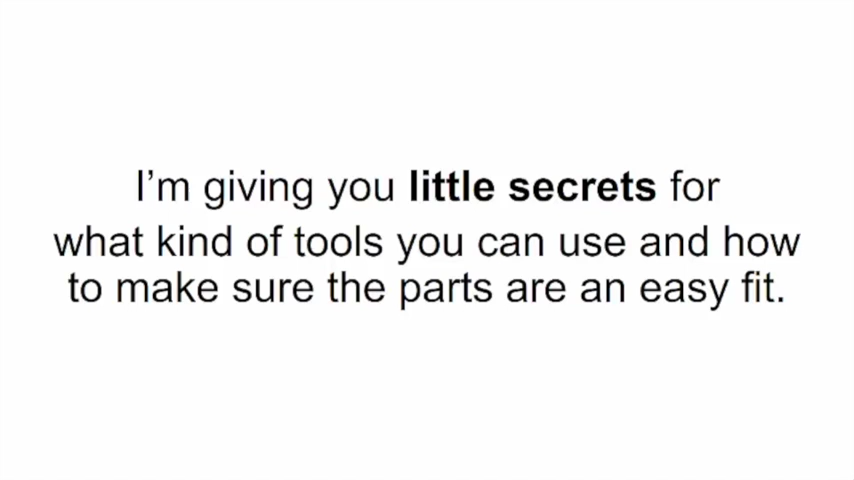 I’m giving you little secrets for
what kind of tools you can use and how
to make sure the parts are an easy fit.